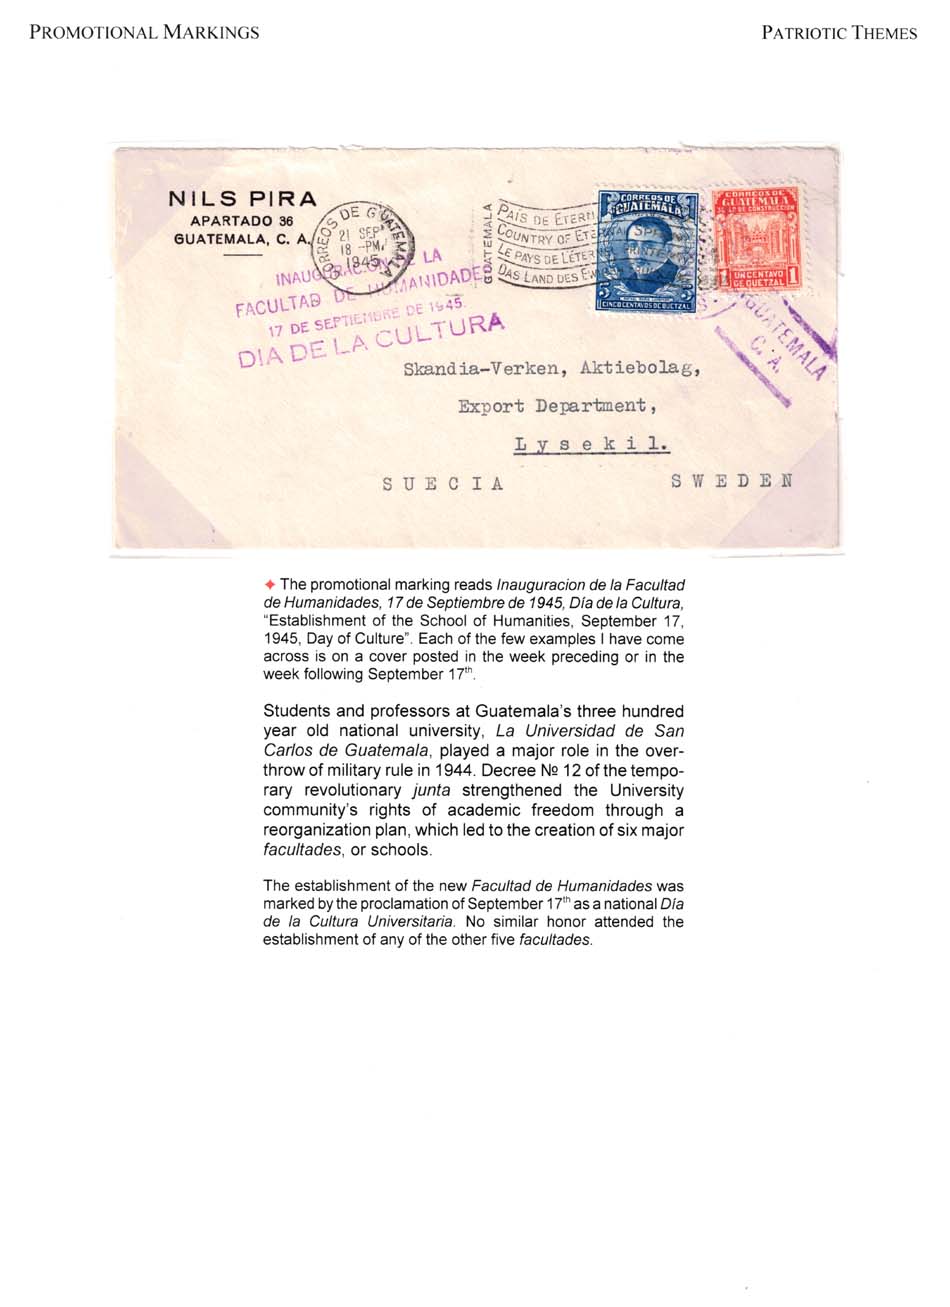 PROMOTIONAL MARKINGS
PATRIOTIC THEMES
NILS PIRA
APARTADO 36
GUATEMALA, C. A.
CORREOS DE GUATEMALA
21 SEP
18 -PM
1945
INAUGURACION DE LA
FACULTAD DE HUMANIDADES
17 DE SEPTIEMBRE DE 1945.
DIA DE LA CULTURA
GUATEMALA
PAIS DE
COUNTRY OF
LE PAYS DE
DAS LAND DES
CORREOS DE
GUATEMALA
5
CINCO CENTAVOS DE QUETZAL
CORREOS DE
GUATEMALA
DE CONSTRUCCION
1 UN CENTAVO 1
DE QUETZAL
GUATEMALA
C. A.
Skandia-Verken, Aktiebolag,
Export Department,
Lysekil.
SUECIA SWEDEN
✦ The promotional marking reads Inauguracion de la Facultad
de Humanidades, 17 de Septiembre de 1945, Día de la Cultura,
"Establishment of the School of Humanities, September 17,
1945, Day of Culture". Each of the few examples I have come
across is on a cover posted in the week preceding or in the
week following September 17th.
Students and professors at Guatemala's three hundred
year old national university, La Universidad de San
Carlos de Guatemala, played a major role in the over-
throw of military rule in 1944. Decree № 12 of the tempo-
rary revolutionary junta strengthened the University
community's rights of academic freedom through a
reorganization plan, which led to the creation of six major
facultades, or schools.
The establishment of the new Facultad de Humanidades was
marked by the proclamation of September 17th as a national Día
de la Cultura Universitaria. No similar honor attended the
establishment of any of the other five facultades.